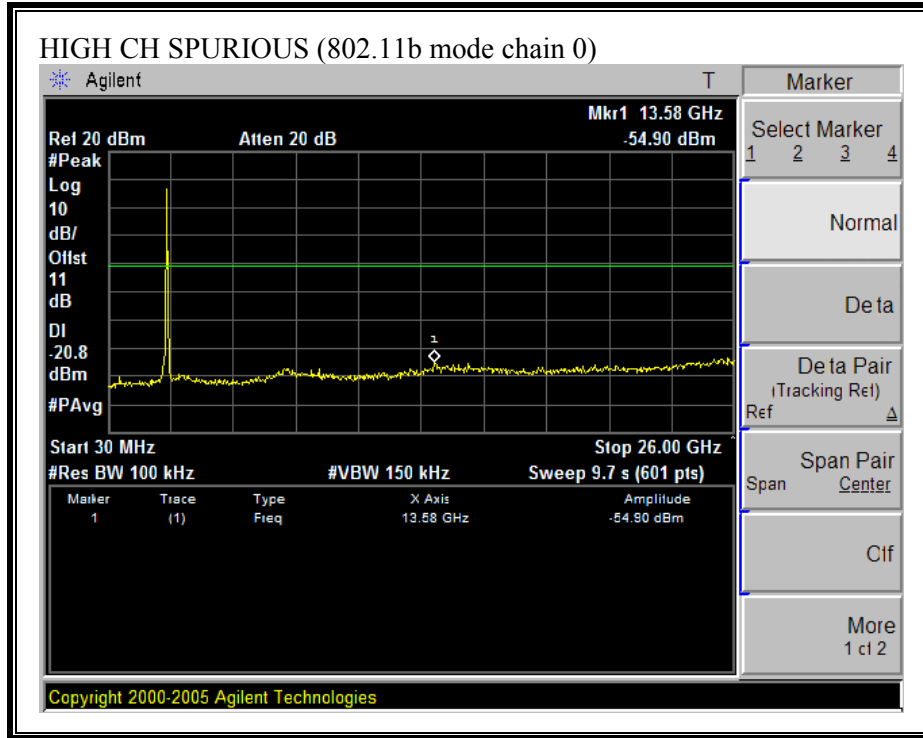 HIGH CH SPURIOUS (802.11b mode chain 0)
Agilent T
Mkr1 13.58 GHz
Ref 20 dBm Atten 20 dB -54.90 dBm
#Peak
Log
10
dB/
Offst
11
dB
DI
-20.8
dBm
#PAvg
1
Start 30 MHz Stop 26.00 GHz
#Res BW 100 kHz #VBW 150 kHz Sweep 9.7 s (601 pts)
Marker Trace Type X Axis Amplitude
1 (1) Freq 13.58 GHz -54.90 dBm
Copyright 2000-2005 Agilent Technologies
Marker
Select Marker
1 2 3 4
Normal
Delta
Delta Pair
(Tracking Ref)
Ref Δ
Span Pair
Span Center
Off
More
1 of 2